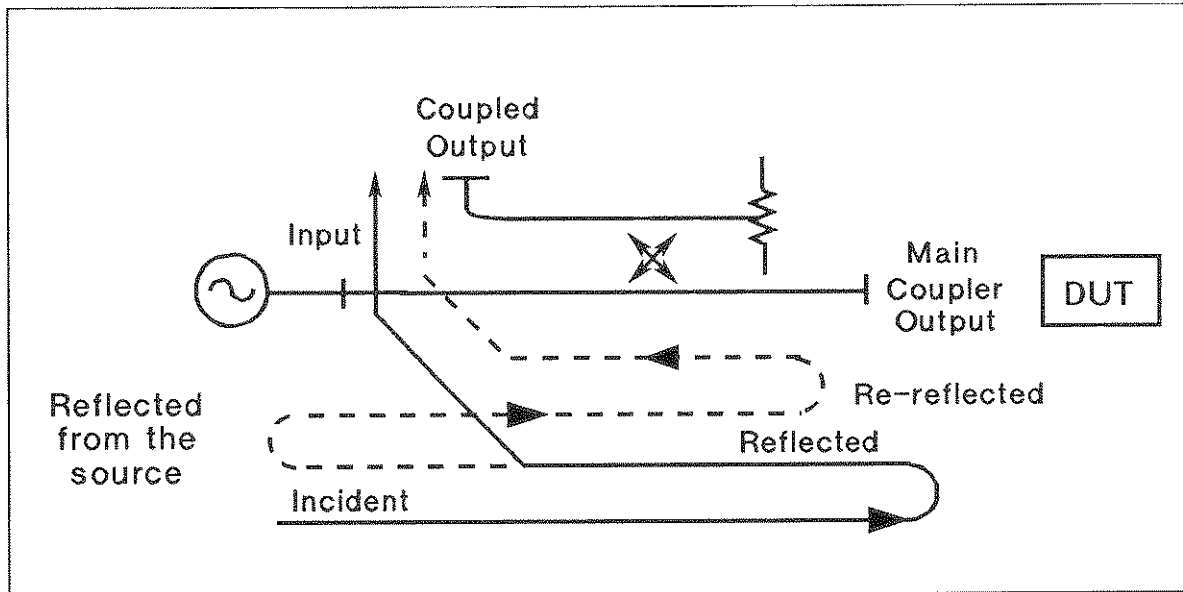 Coupled
Output
Input
Main
Coupler
Output
DUT
Re-reflected
Reflected
from the
source
Reflected
Incident